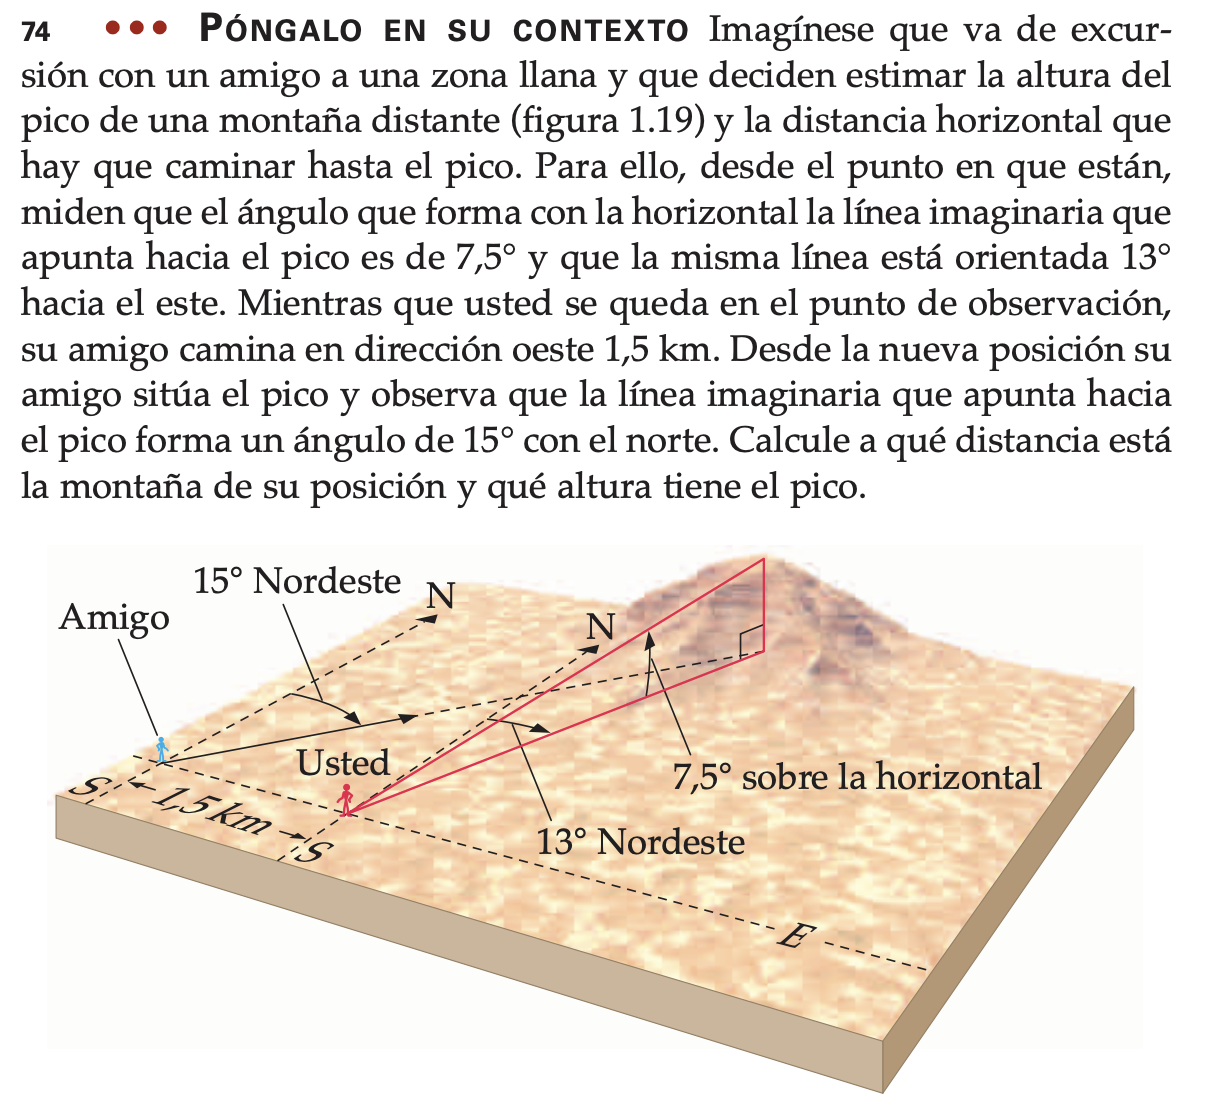 74 ••• PÓNGALO EN SU CONTEXTO Imagínese que va de excur-
sión con un amigo a una zona llana y que deciden estimar la altura del
pico de una montaña distante (figura 1.19) y la distancia horizontal que
hay que caminar hasta el pico. Para ello, desde el punto en que están,
miden que el ángulo que forma con la horizontal la línea imaginaria que
apunta hacia el pico es de 7,5° y que la misma línea está orientada 13°
hacia el este. Mientras que usted se queda en el punto de observación,
su amigo camina en dirección oeste 1,5 km. Desde la nueva posición su
amigo sitúa el pico y observa que la línea imaginaria que apunta hacia
el pico forma un ángulo de 15° con el norte. Calcule a qué distancia está
la montaña de su posición y qué altura tiene el pico.
15° Nordeste
N
Amigo
N
Usted
7,5° sobre la horizontal
S
1,5 km
S
13° Nordeste
E